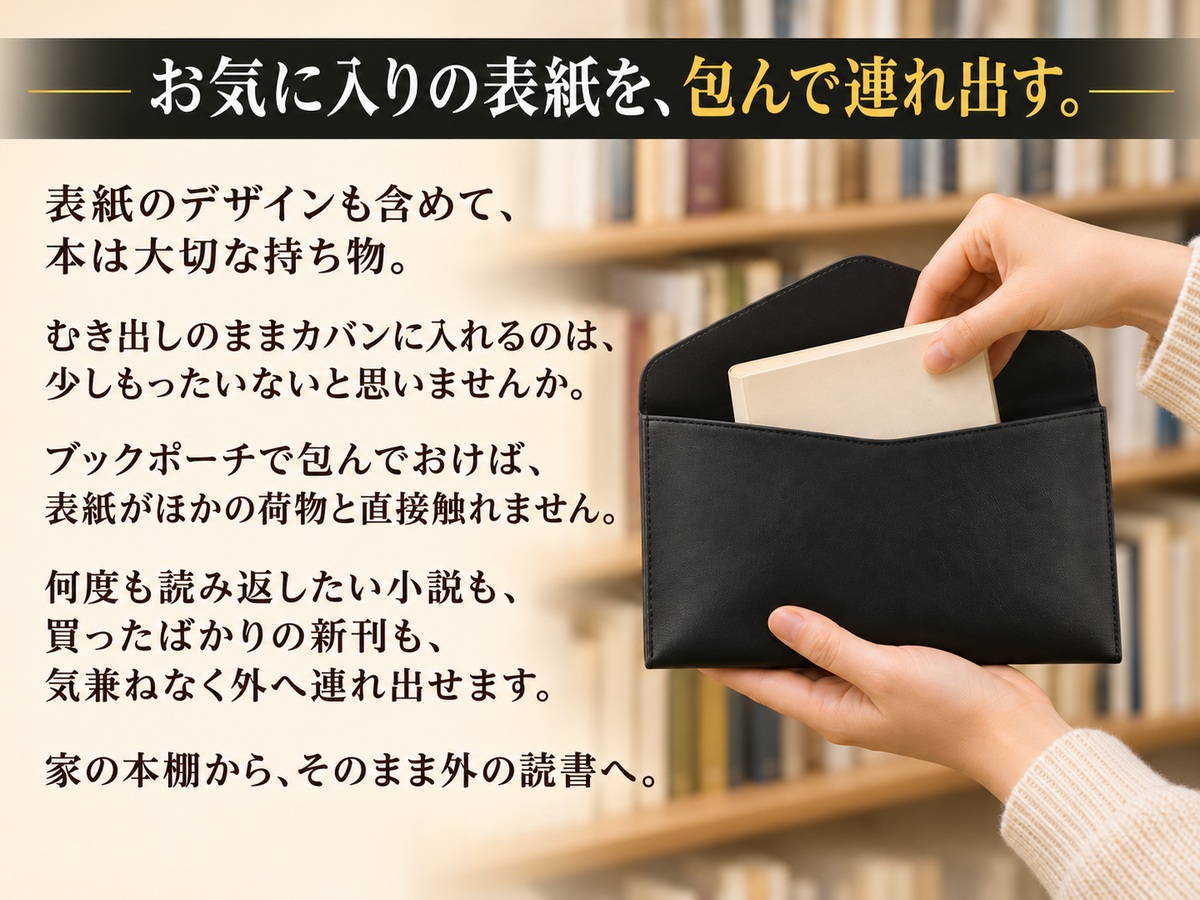 お気に入りの表紙を、包んで連れ出す。
表紙のデザインも含めて、
本は大切な持ち物。
むき出しのままカバンに入れるのは、
少しもったいないと思いませんか。
ブックポーチで包んでおけば、
表紙がほかの荷物と直接触れません。
何度も読み返したい小説も、
買ったばかりの新刊も、
気兼ねなく外へ連れ出せます。
家の本棚から、そのまま外の読書へ。